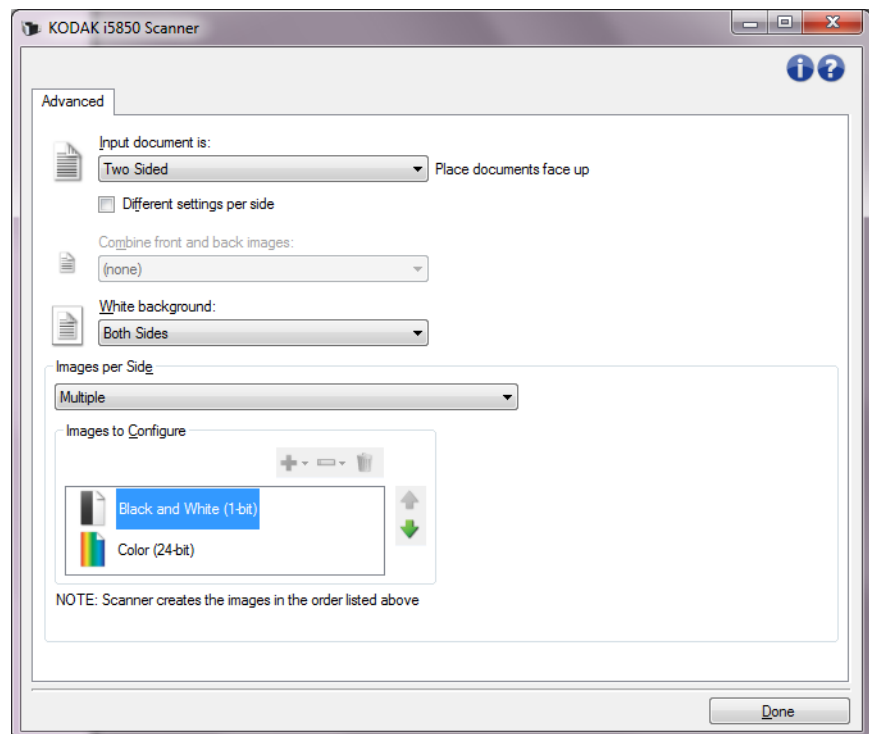 KODAK i5850 Scanner
Advanced
Input document is:
Two Sided
Place documents face up
Different settings per side
Combine front and back images:
(none)
White background:
Both Sides
Images per Side
Multiple
Images to Configure
Black and White (1-bit)
Color (24-bit)
NOTE: Scanner creates the images in the order listed above
Done